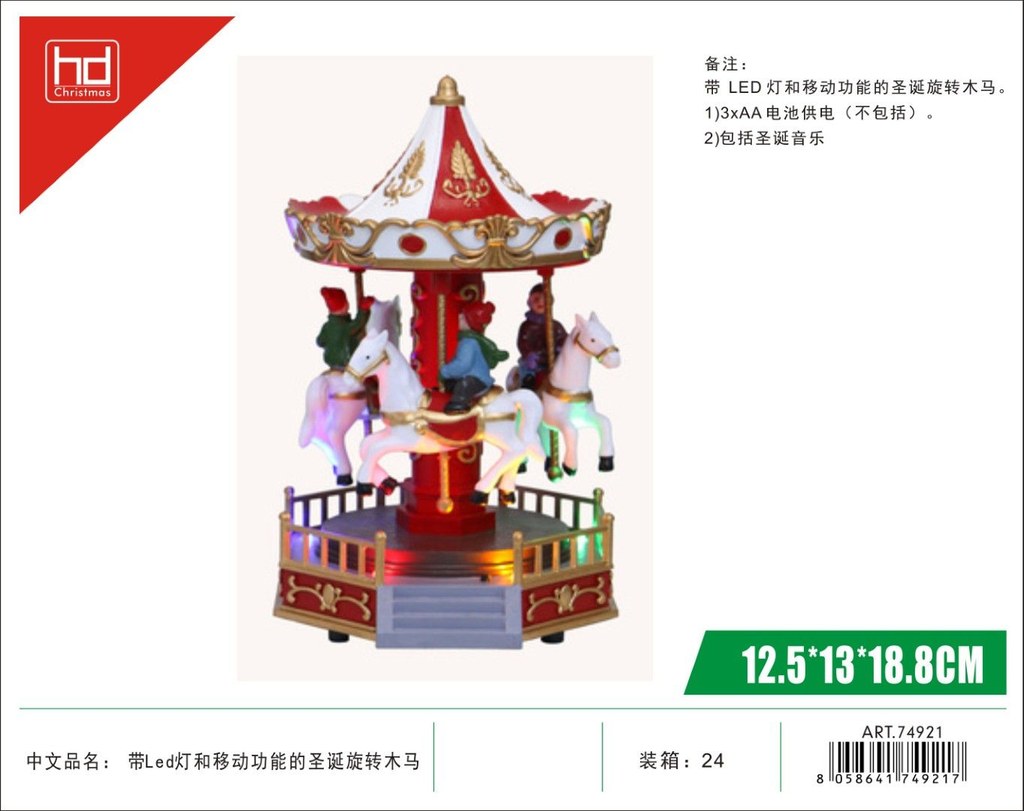 hd
Christmas
备注：
带 LED 灯和移动功能的圣诞旋转木马。
1)3xAA 电池供电（不包括）。
2)包括圣诞音乐
12.5*13*18.8CM
中文品名： 带Led灯和移动功能的圣诞旋转木马
装箱：24
ART.74921
8 058641 749217